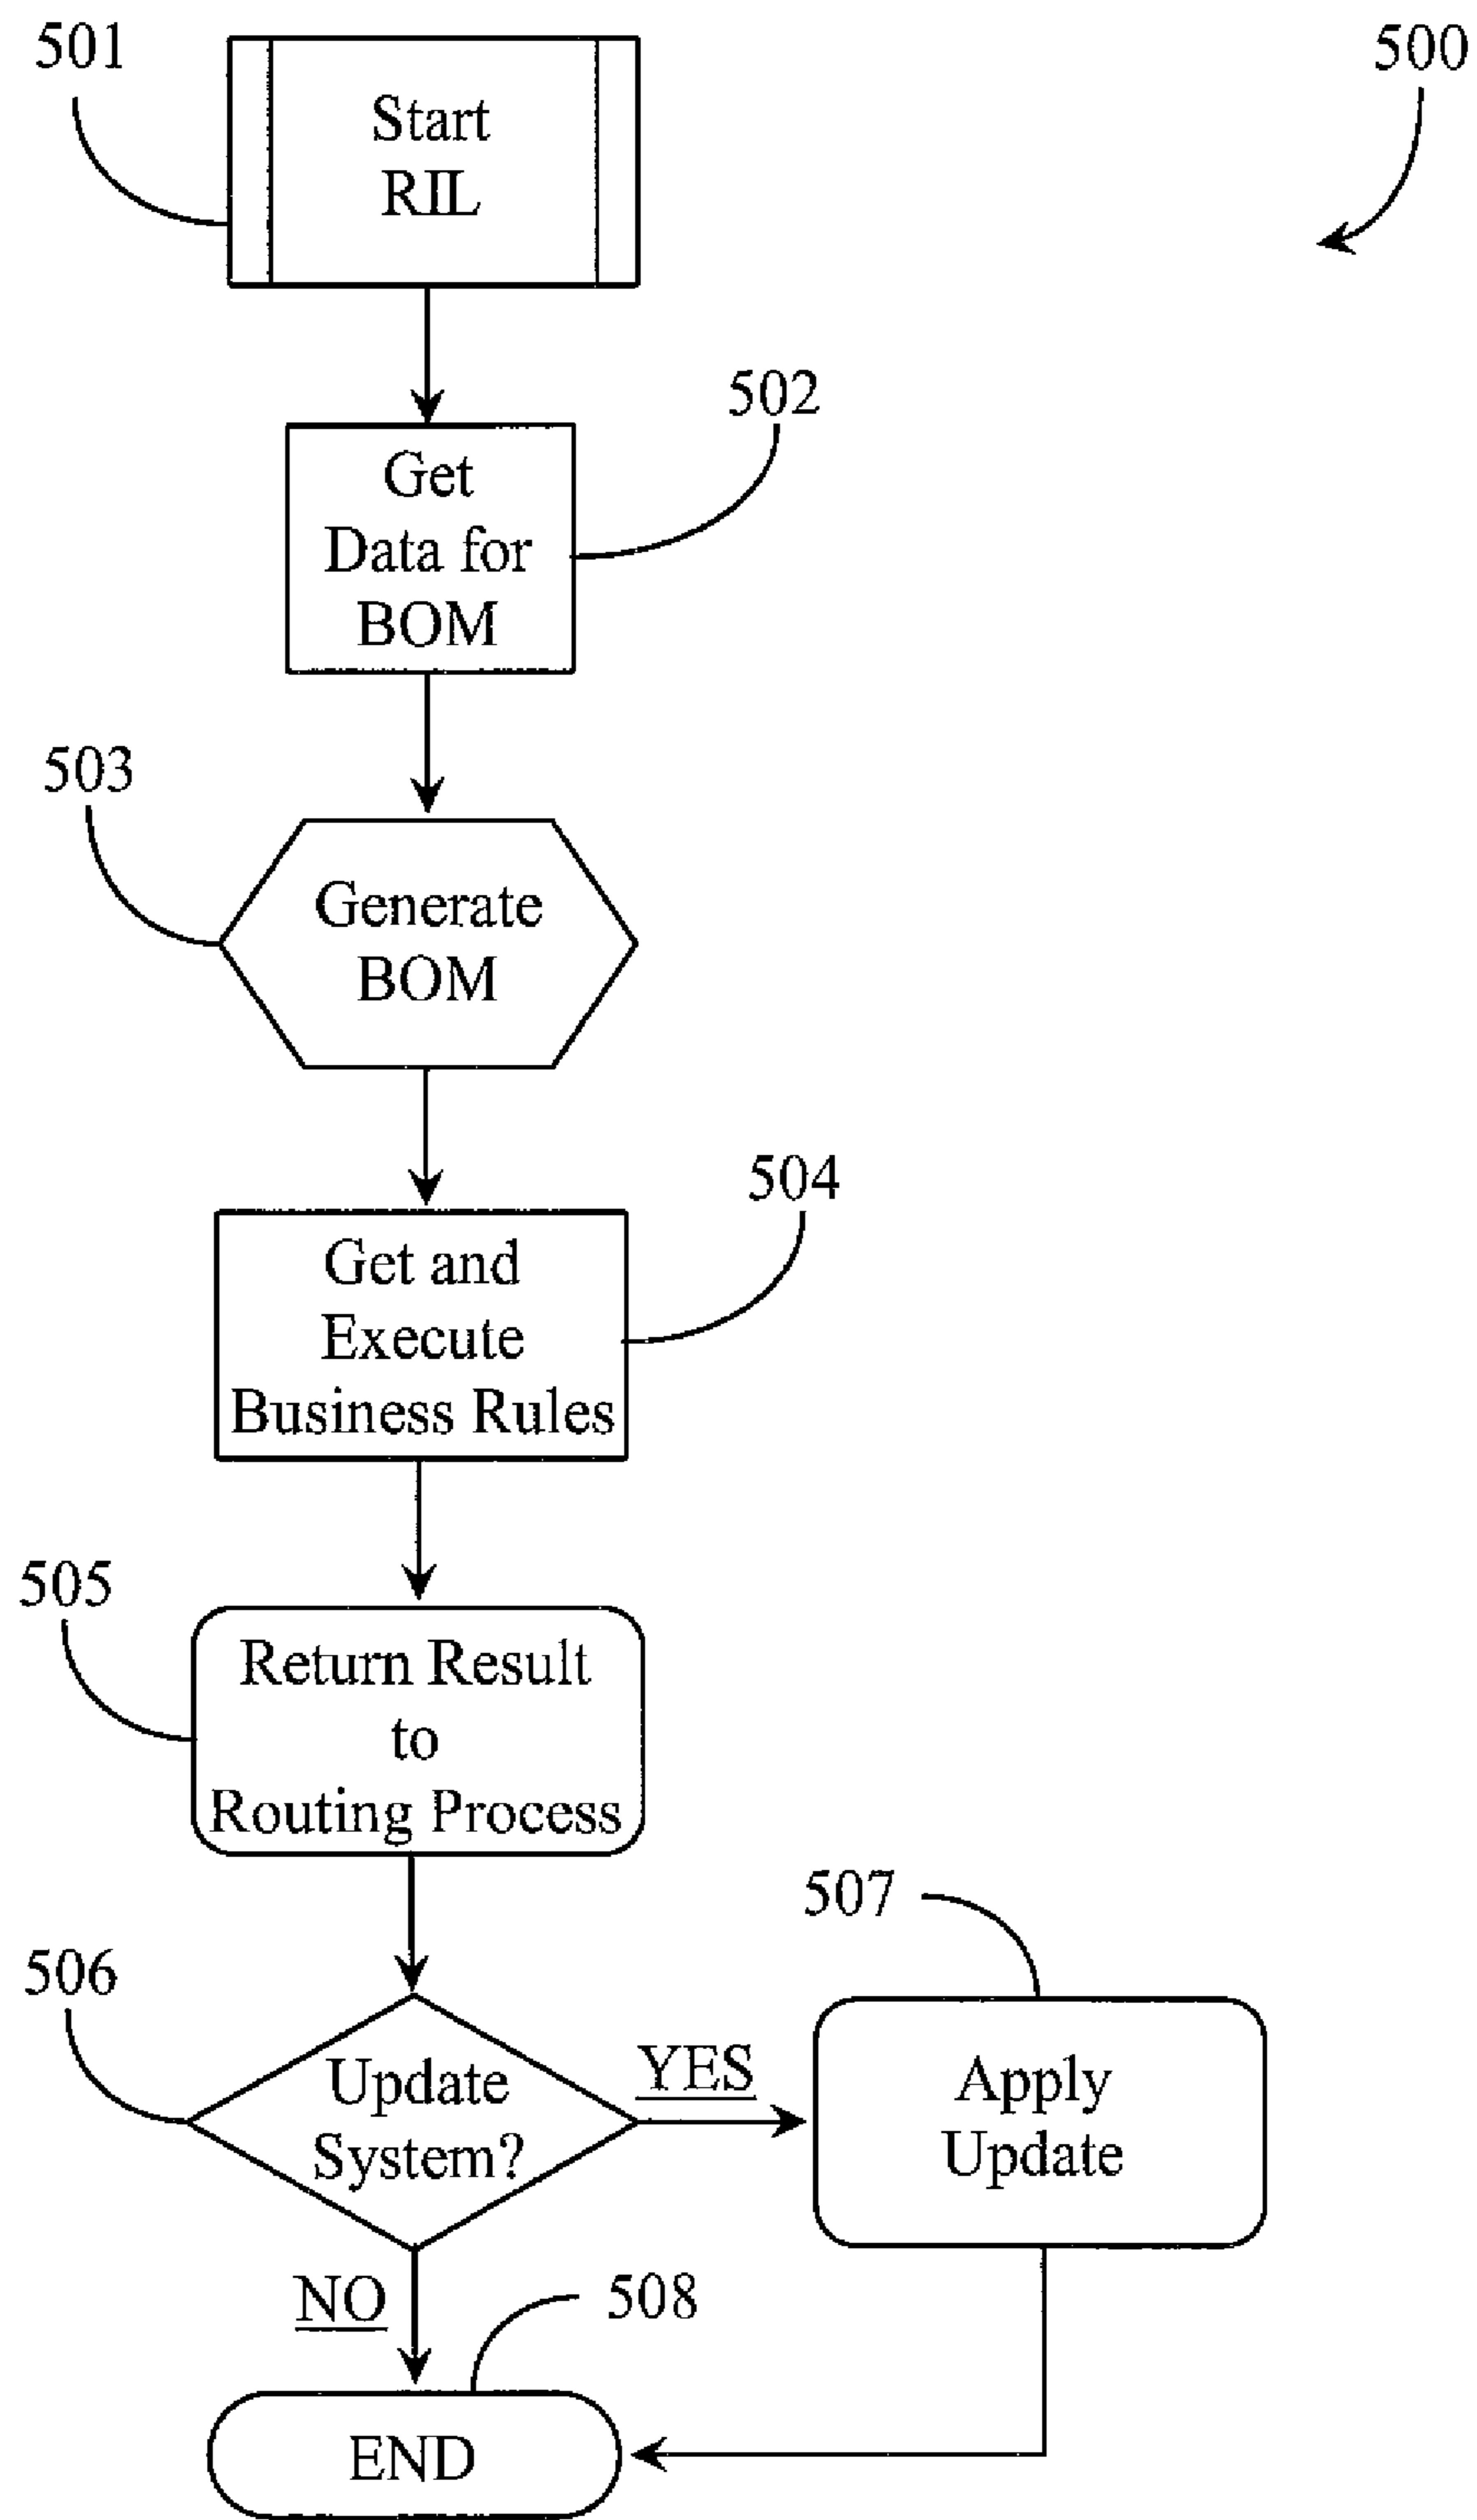 501
500
Start
RIL
502
Get
Data for
BOM
503
Generate
BOM
504
Get and
Execute
Business Rules
505
Return Result
to
Routing Process
507
506
YES
Update
System?
Apply
Update
NO
508
END